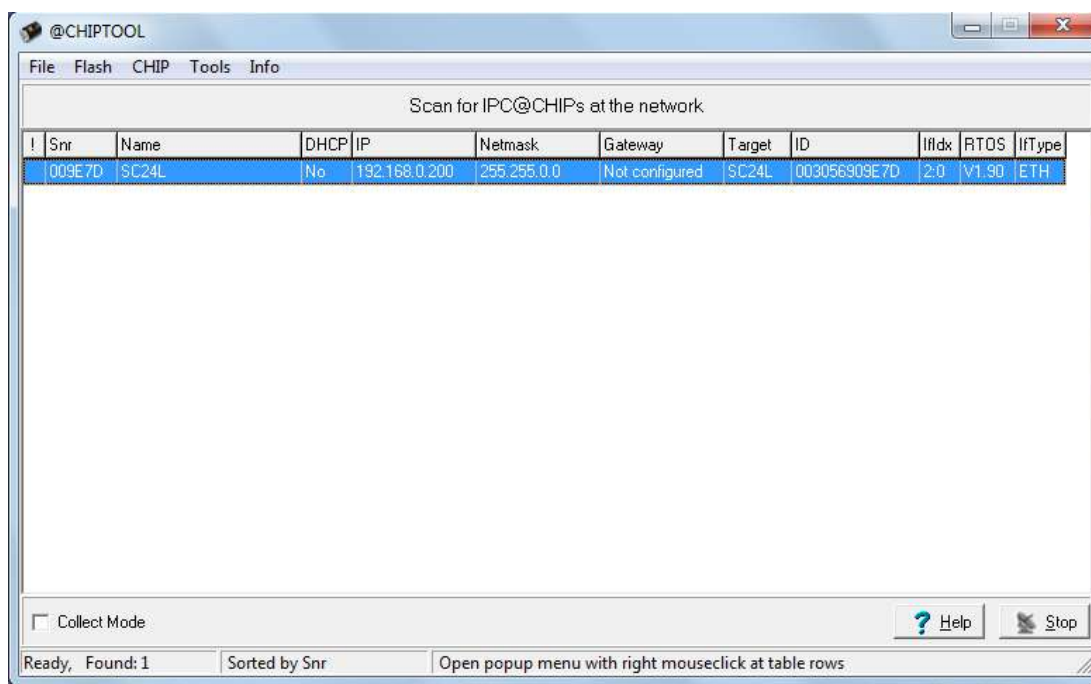 @CHIPTOOL
File Flash CHIP Tools Info
Scan for IPC@CHIPs at the network
! Snr Name DHCP IP Netmask Gateway Target ID IfIdx RTOS IfType
009E7D SC24L No 192.168.0.200 255.255.0.0 Not configured SC24L 003056909E7D 2:0 V1.90 ETH
Collect Mode ? Help Stop
Ready, Found: 1 Sorted by Snr Open popup menu with right mouseclick at table rows